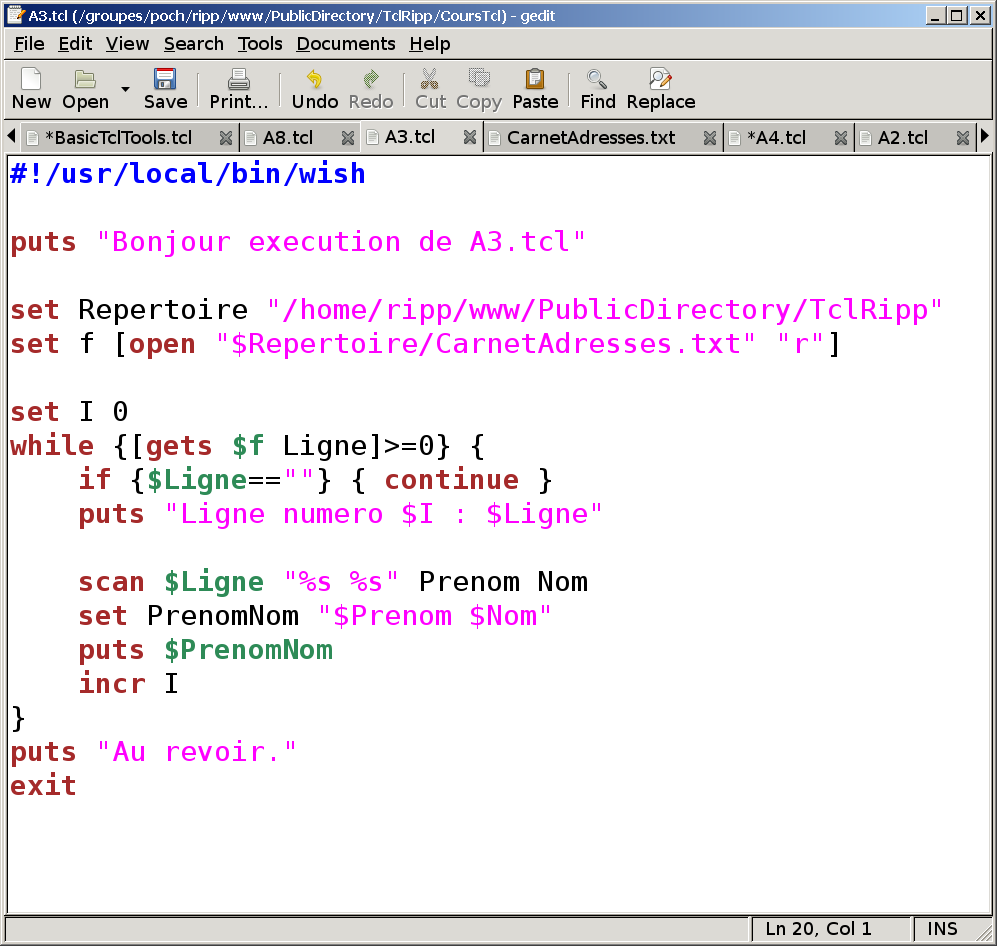 A3.tcl (/groupes/poch/ripp/www/PublicDirectory/TclRipp/CoursTcl) - gedit
File Edit View Search Tools Documents Help
New Open Save Print... Undo Redo Cut Copy Paste Find Replace
*BasicTclTools.tcl A8.tcl A3.tcl CarnetAdresses.txt *A4.tcl A2.tcl
#!/usr/local/bin/wish
puts "Bonjour execution de A3.tcl"
set Repertoire "/home/ripp/www/PublicDirectory/TclRipp"
set f [open "$Repertoire/CarnetAdresses.txt" "r"]
set I 0
while {[gets $f Ligne]>=0} {
    if {$Ligne==""} { continue }
    puts "Ligne numero $I : $Ligne"
    scan $Ligne "%s %s" Prenom Nom
    set PrenomNom "$Prenom $Nom"
    puts $PrenomNom
    incr I
}
puts "Au revoir."
exit
Ln 20, Col 1 INS